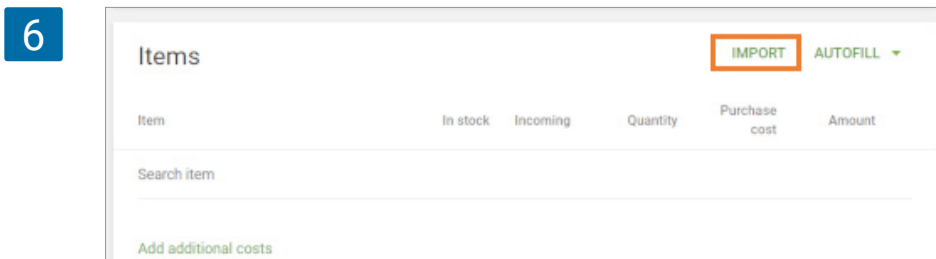 6
Items IMPORT AUTOFILL
Item In stock Incoming Quantity Purchase cost Amount
Search item
Add additional costs